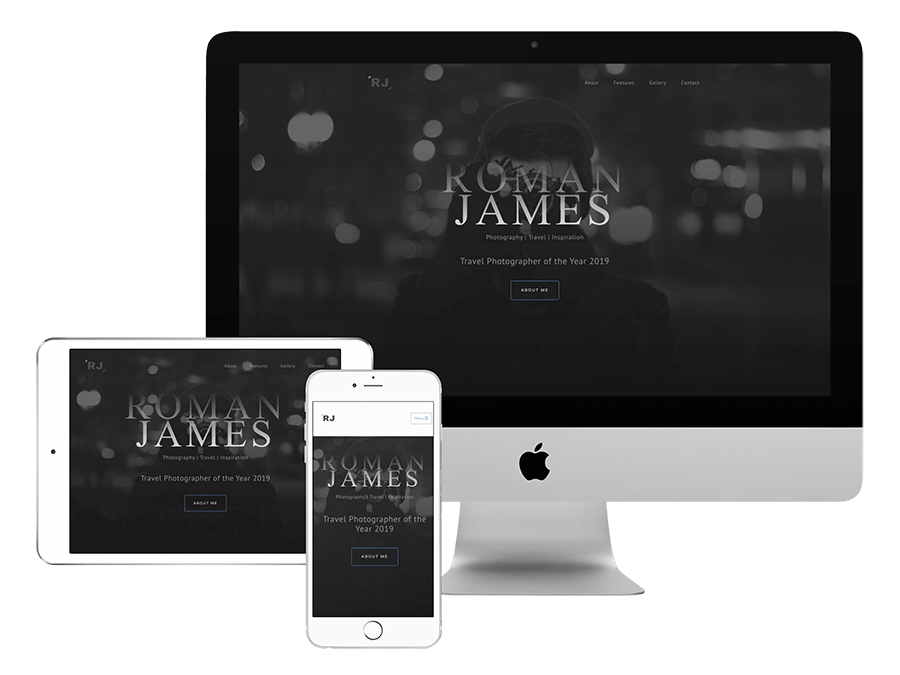 RJ
About Features Gallery Contact
ROMAN
JAMES
Photography | Travel | Inspiration
Travel Photographer of the Year 2019
ABOUT ME
RJ
About Features Gallery Contact
ROMAN
JAMES
Photography | Travel | Inspiration
Travel Photographer of the Year 2019
ABOUT ME
RJ
Menu
ROMAN
JAMES
Photography | Travel | Inspiration
Travel Photographer of the
Year 2019
ABOUT ME